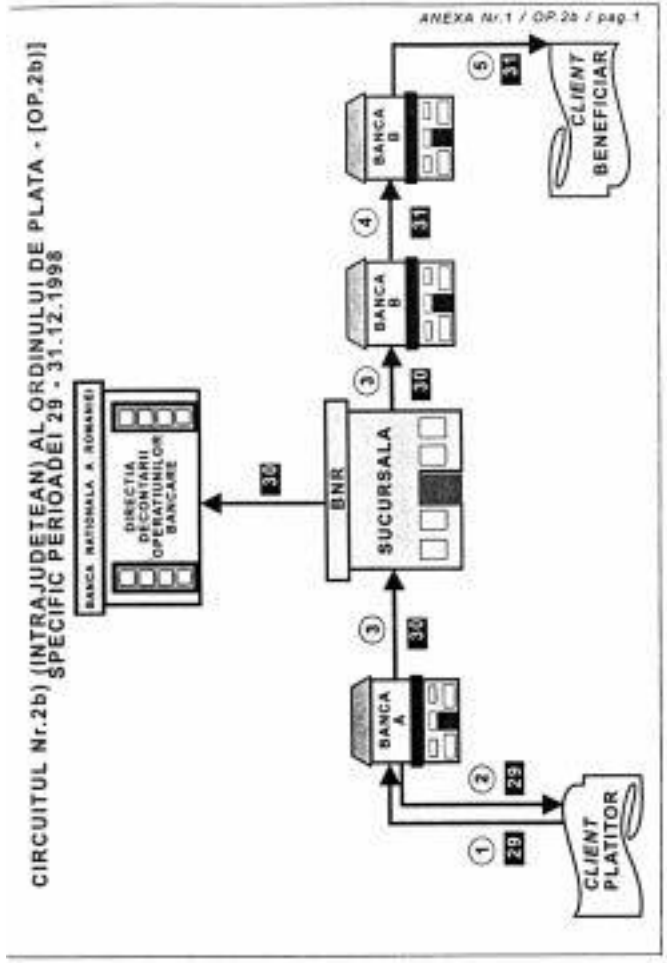 ANEXA Nr.1 / OP.2b / pag.1
CIRCUITUL Nr.2b) (INTRAJUDETEAN) AL ORDINULUI DE PLATA - [OP.2b)]
SPECIFIC PERIOADEI 29 - 31.12.1998
BANCA NATIONALA A ROMANIEI
DIRECTIA
DECONTARII
OPERATIUNILOR
BANCARE
30
BNR
SUCURSALA
BANCA
A
3
30
3
30
BANCA
B
4
31
BANCA
B
5
31
1
29
2
29
CLIENT
PLATITOR
CLIENT
BENEFICIAR